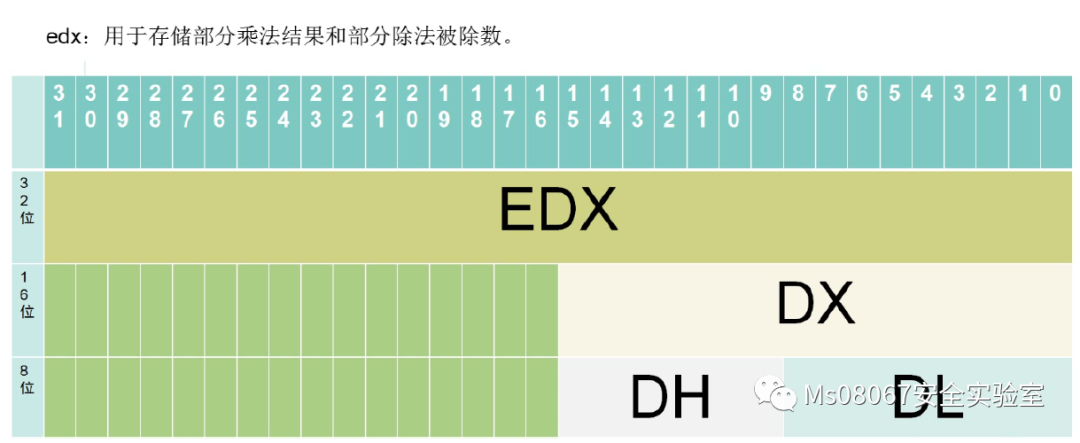 edx：用于存储部分乘法结果和部分除法被除数。
31 30 29 28 27 26 25 24 23 22 21 20 19 18 17 16 15 14 13 12 11 10 9 8 7 6 5 4 3 2 1 0
32位 EDX
16位 DX
8位 DH DL
Ms08067安全实验室